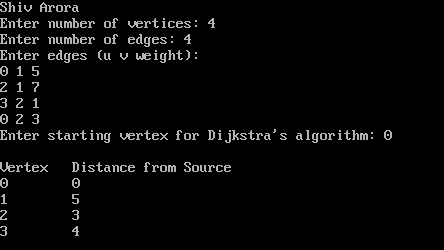 Shiv Arora
Enter number of vertices: 4
Enter number of edges: 4
Enter edges (u v weight):
0 1 5
2 1 7
3 2 1
0 2 3
Enter starting vertex for Dijkstra's algorithm: 0
Vertex Distance from Source
0 0
1 5
2 3
3 4